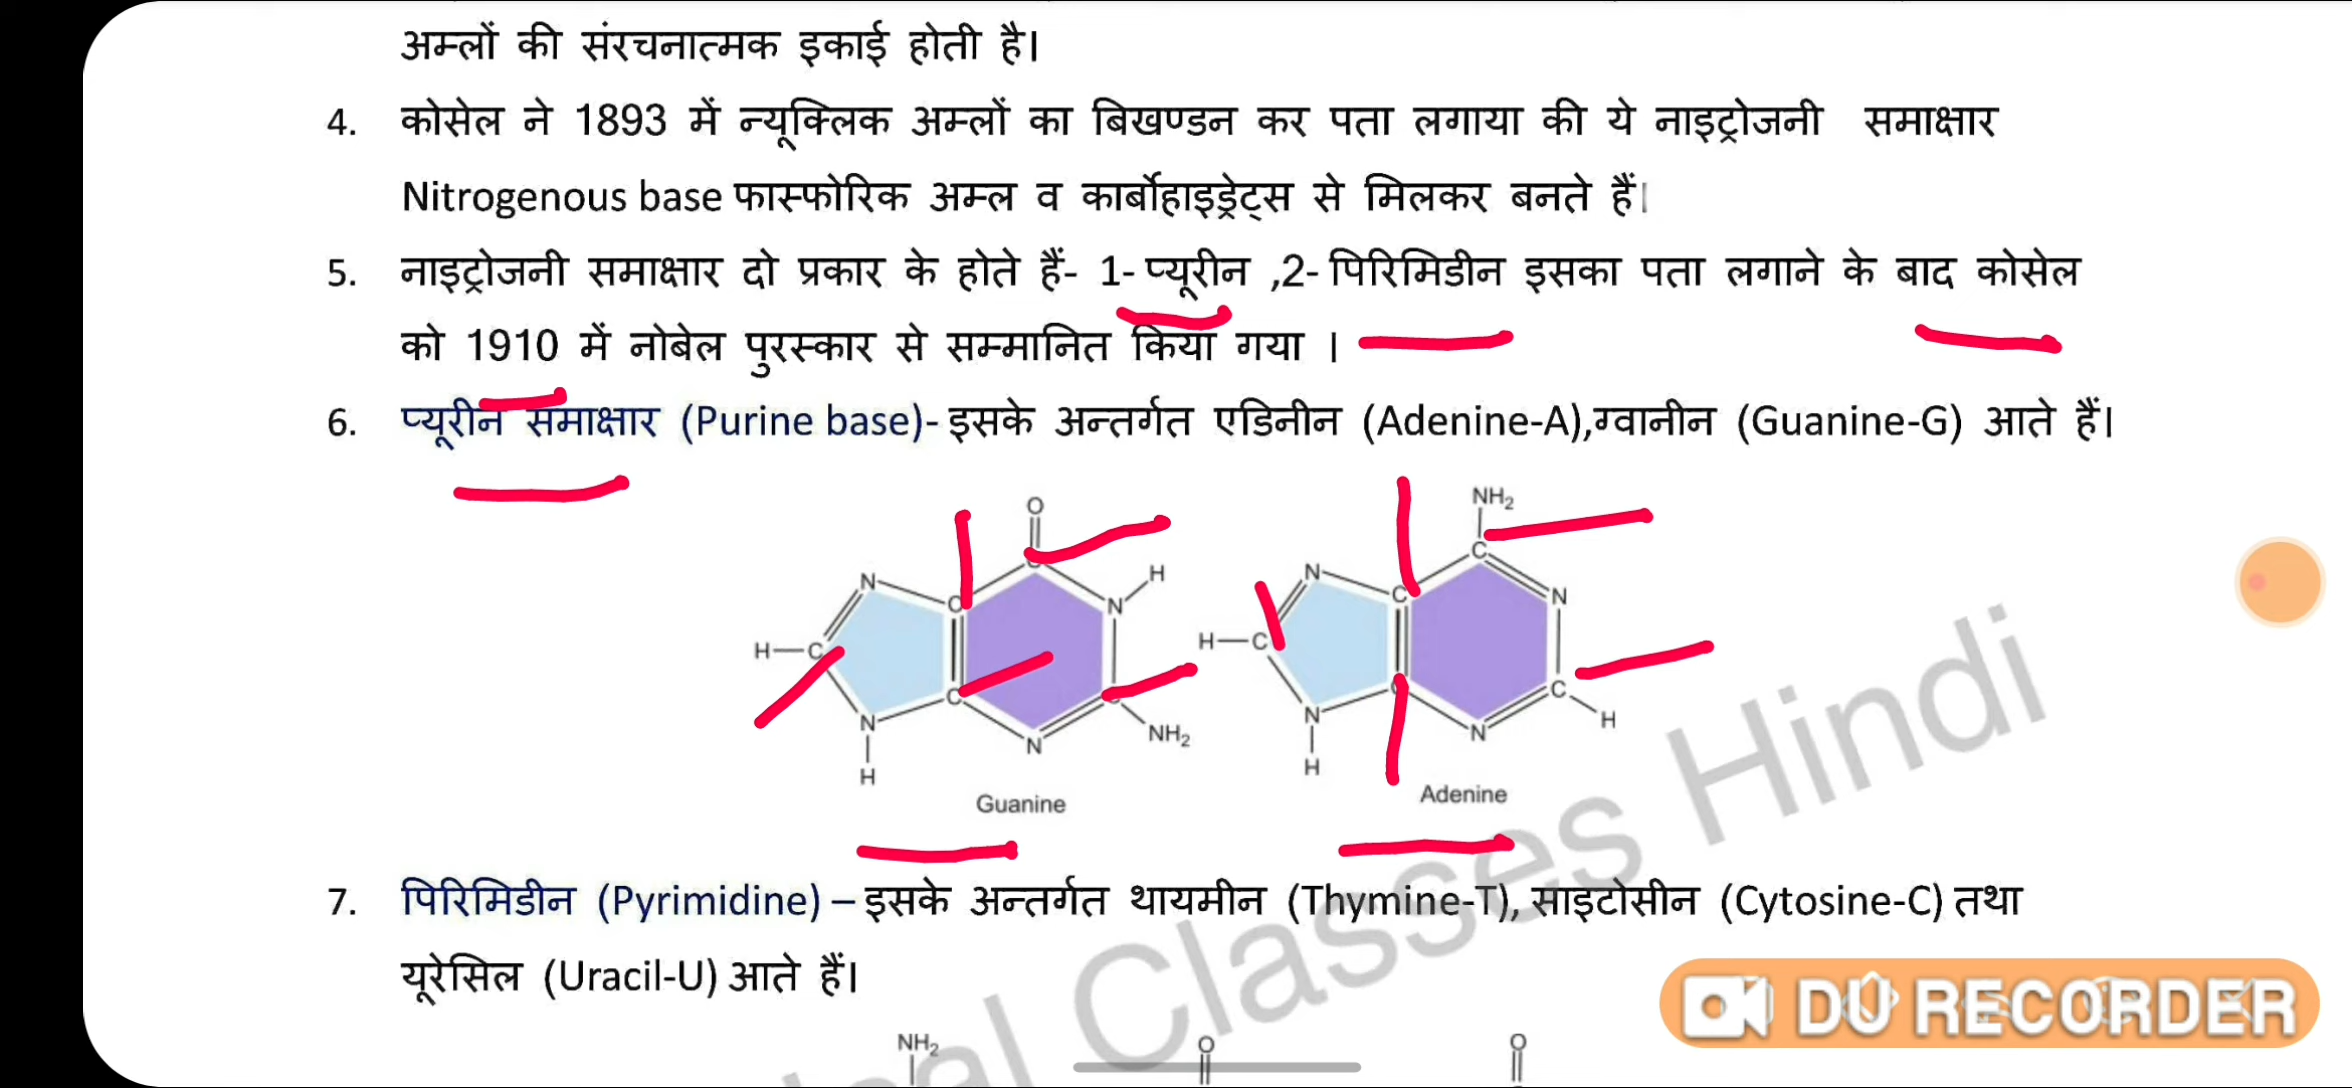 अम्लों की संरचनात्मक इकाई होती है।
4. कोसेल ने 1893 में न्यूक्लिक अम्लों का बिखण्डन कर पता लगाया की ये नाइट्रोजनी समाक्षार
Nitrogenous base फास्फोरिक अम्ल व कार्बोहाइड्रेट्स से मिलकर बनते हैं।
5. नाइट्रोजनी समाक्षार दो प्रकार के होते हैं- 1- प्यूरीन ,2- पिरिमिडीन इसका पता लगाने के बाद कोसेल
को 1910 में नोबेल पुरस्कार से सम्मानित किया गया ।
6. प्यूरीन समाक्षार (Purine base)- इसके अन्तर्गत एडिनीन (Adenine-A),ग्वानीन (Guanine-G) आते हैं।
O
N
C
N
H
H—C
C
N
N
NH₂
H
Guanine
NH₂
C
N
C
N
H—C
N
N
C
H
H
Adenine
7. पिरिमिडीन (Pyrimidine) – इसके अन्तर्गत थायमीन (Thymine-T), साइटोसीन (Cytosine-C) तथा
यूरेसिल (Uracil-U) आते हैं।
NH₂
O
O
Classes Hindi
DU RECORDER